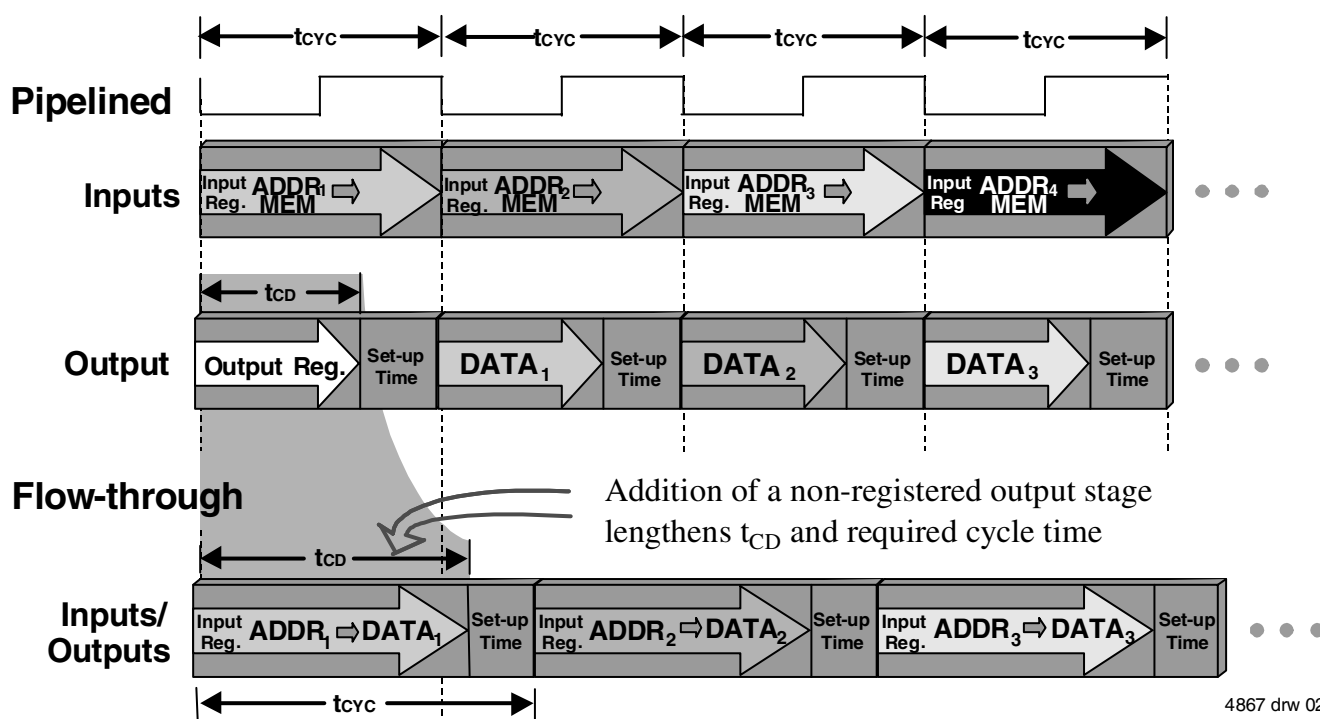 tCYC tCYC tCYC tCYC
Pipelined
Inputs
Input Reg. ADDR1 ⇨ MEM
Input Reg. ADDR2 ⇨ MEM
Input Reg. ADDR3 ⇨ MEM
Input Reg ADDR4 ⇨ MEM
tCD
Output
Output Reg.
Set-up Time
DATA1
Set-up Time
DATA2
Set-up Time
DATA3
Set-up Time
Flow-through
Addition of a non-registered output stage
lengthens tCD and required cycle time
tCD
Inputs/
Outputs
Input Reg. ADDR1 ⇨ DATA1
Set-up Time
Input Reg. ADDR2 ⇨ DATA2
Set-up Time
Input Reg. ADDR3 ⇨ DATA3
Set-up Time
tCYC
4867 drw 02